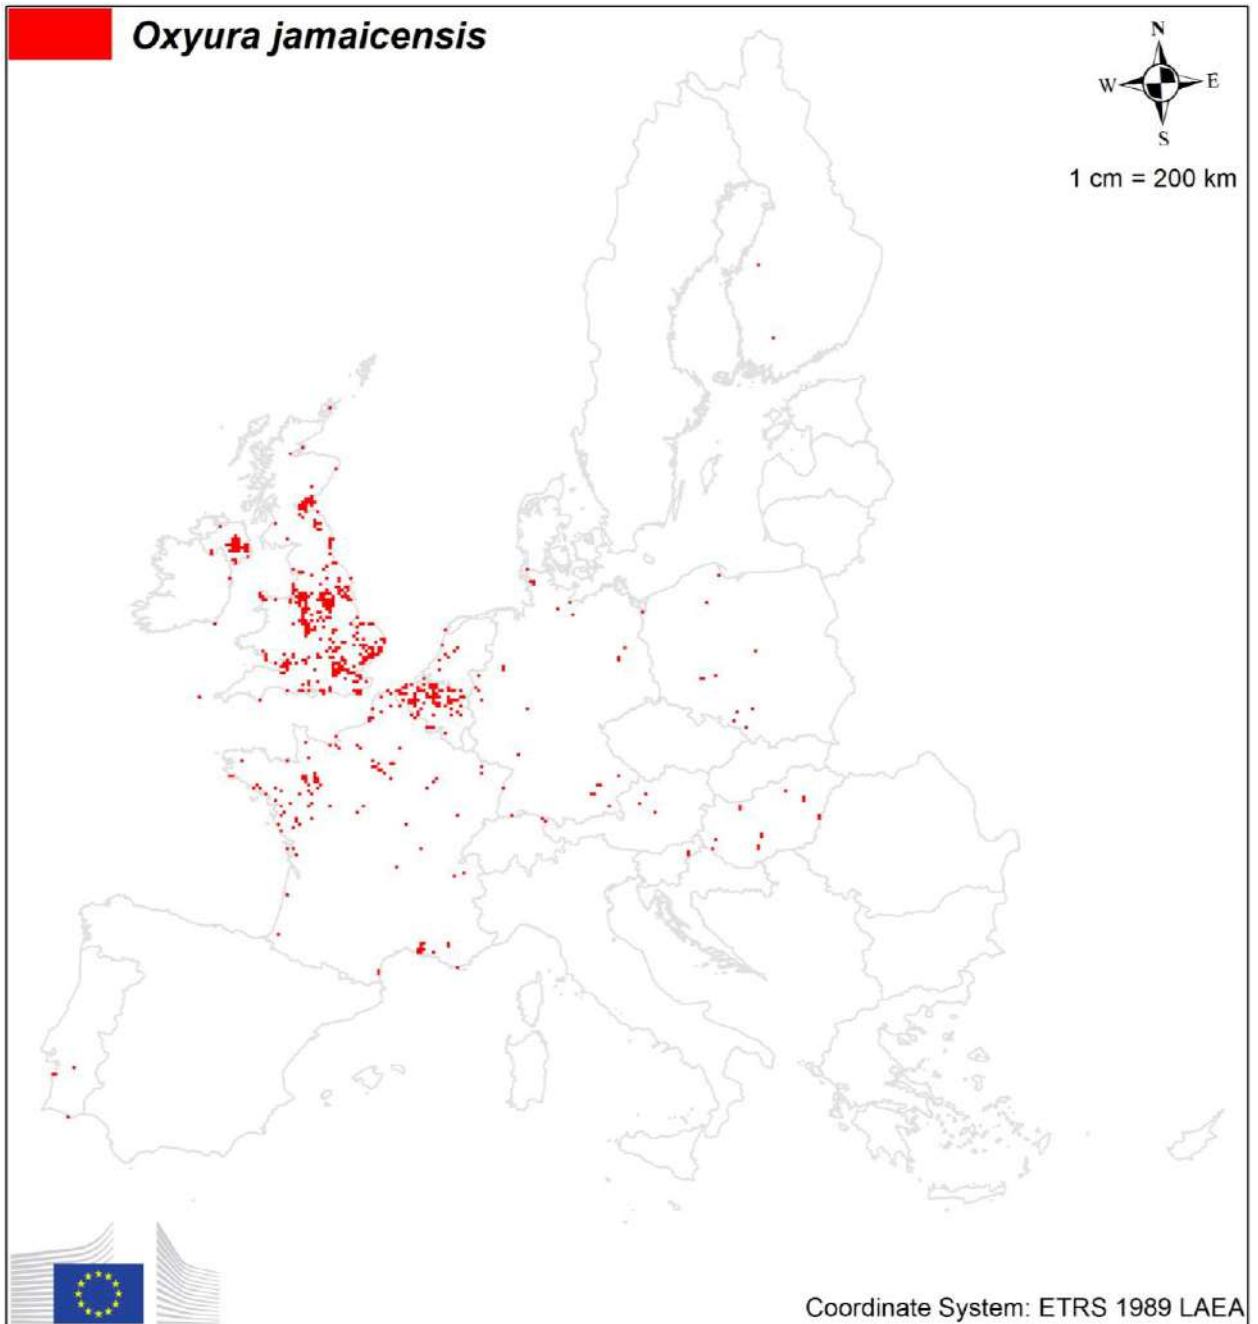 Oxyura jamaicensis
N
W E
S
1 cm = 200 km
Coordinate System: ETRS 1989 LAEA